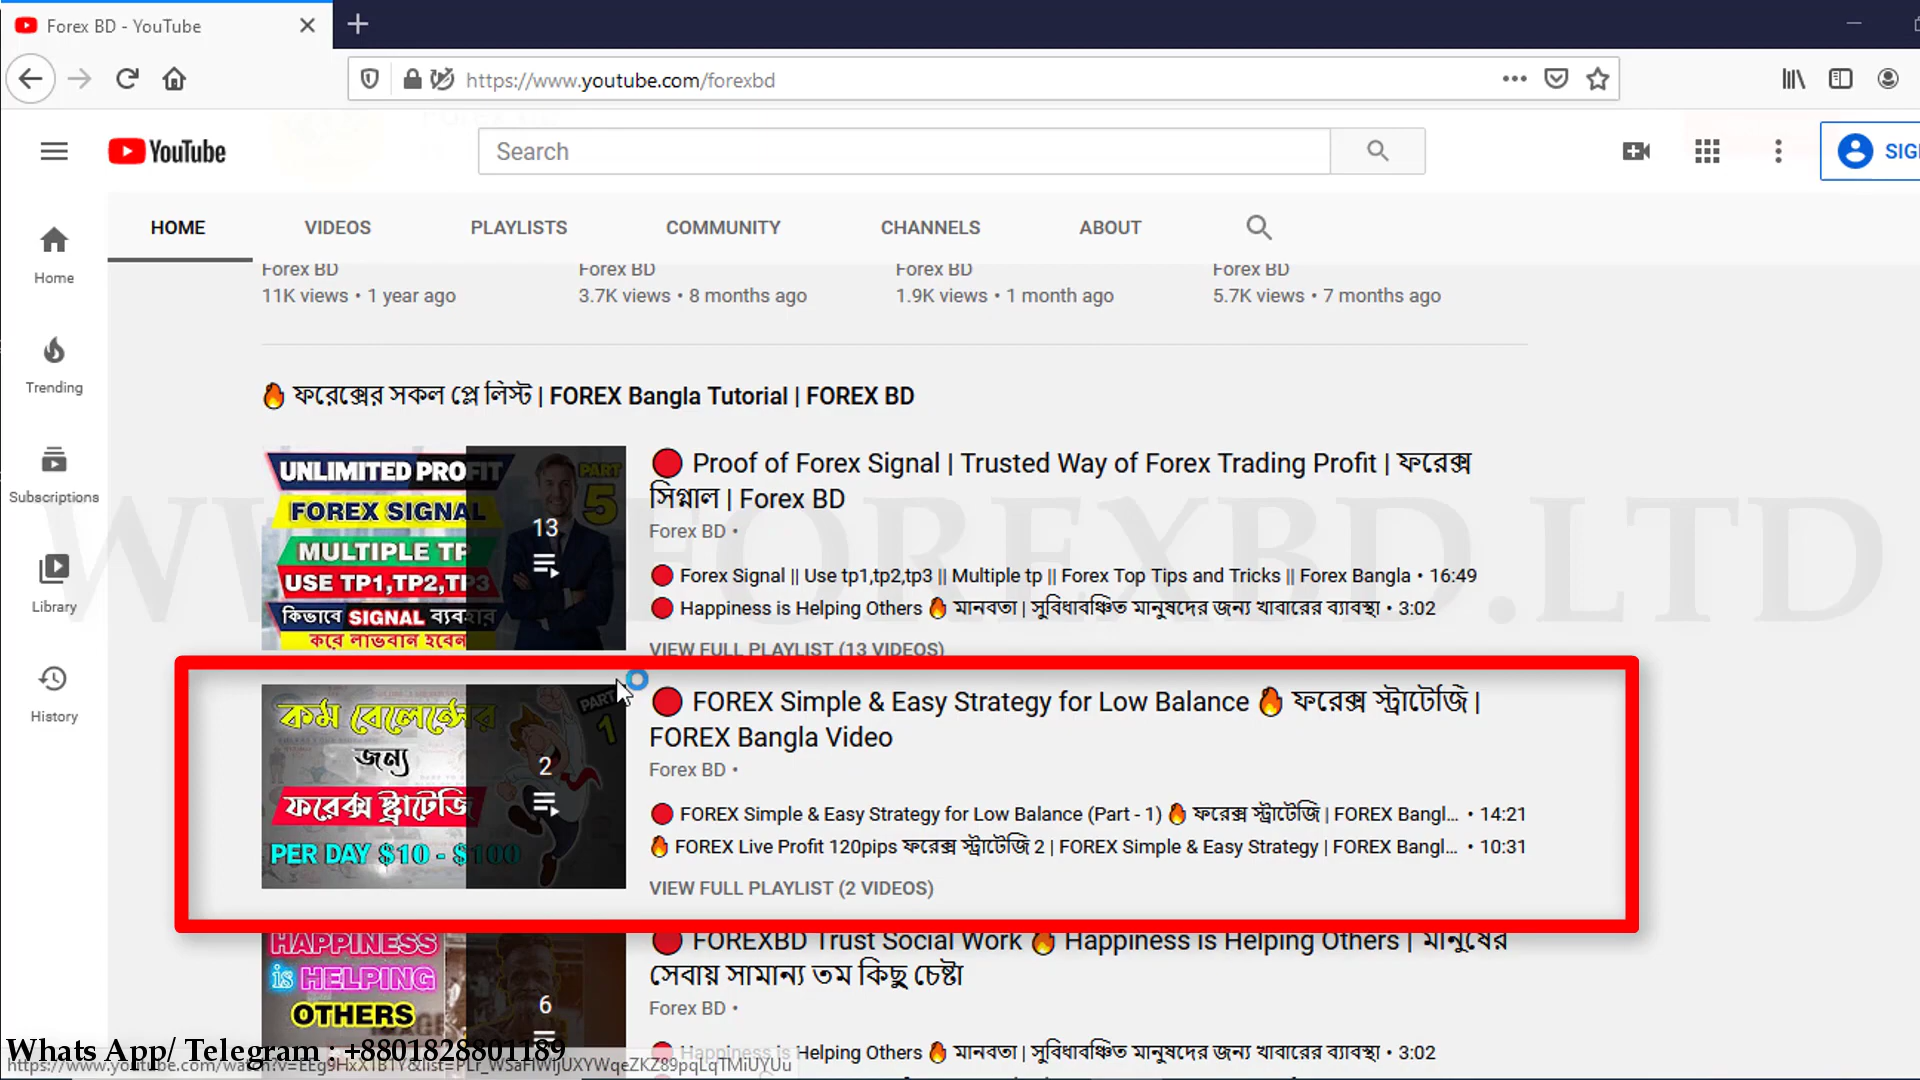 Forex BD - YouTube
https://www.youtube.com/forexbd
YouTube
Search
SIG
HOME
VIDEOS
PLAYLISTS
COMMUNITY
CHANNELS
ABOUT
Home
Trending
Subscriptions
Library
History
Forex BD
11K views • 1 year ago
Forex BD
3.7K views • 8 months ago
Forex BD
1.9K views • 1 month ago
Forex BD
5.7K views • 7 months ago
🔥 ফরেক্সের সকল প্লে লিস্ট | FOREX Bangla Tutorial | FOREX BD
UNLIMITED PROFIT
FOREX SIGNAL
MULTIPLE TP
USE TP1,TP2,TP3
কিভাবে SIGNAL ব্যবহার
করে লাভবান হবেন
PART
5
13
🔴 Proof of Forex Signal | Trusted Way of Forex Trading Profit | ফরেক্স
সিগ্নাল | Forex BD
Forex BD •
🔴 Forex Signal || Use tp1,tp2,tp3 || Multiple tp || Forex Top Tips and Tricks || Forex Bangla • 16:49
🔴 Happiness is Helping Others 🔥 মানবতা | সুবিধাবঞ্চিত মানুষদের জন্য খাবারের ব্যাবস্থা • 3:02
VIEW FULL PLAYLIST (13 VIDEOS)
কম বেলেন্সের
জন্য
ফরেক্স স্ট্রাটেজি
PER DAY $10 - $100
PART
1
2
🔴 FOREX Simple & Easy Strategy for Low Balance 🔥 ফরেক্স স্ট্রাটেজি |
FOREX Bangla Video
Forex BD •
🔴 FOREX Simple & Easy Strategy for Low Balance (Part - 1) 🔥 ফরেক্স স্ট্রাটেজি | FOREX Bangl... • 14:21
🔥 FOREX Live Profit 120pips ফরেক্স স্ট্রাটেজি 2 | FOREX Simple & Easy Strategy | FOREX Bangl... • 10:31
VIEW FULL PLAYLIST (2 VIDEOS)
HAPPINESS
is HELPING
OTHERS
6
🔴 FOREXBD Trust Social Work 🔥 Happiness is Helping Others | মানুষের
সেবায় সামান্য তম কিছু চেষ্টা
Forex BD •
🔴 Happiness is Helping Others 🔥 মানবতা | সুবিধাবঞ্চিত মানুষদের জন্য খাবারের ব্যাবস্থা • 3:02
Whats App/ Telegram : +8801828801189